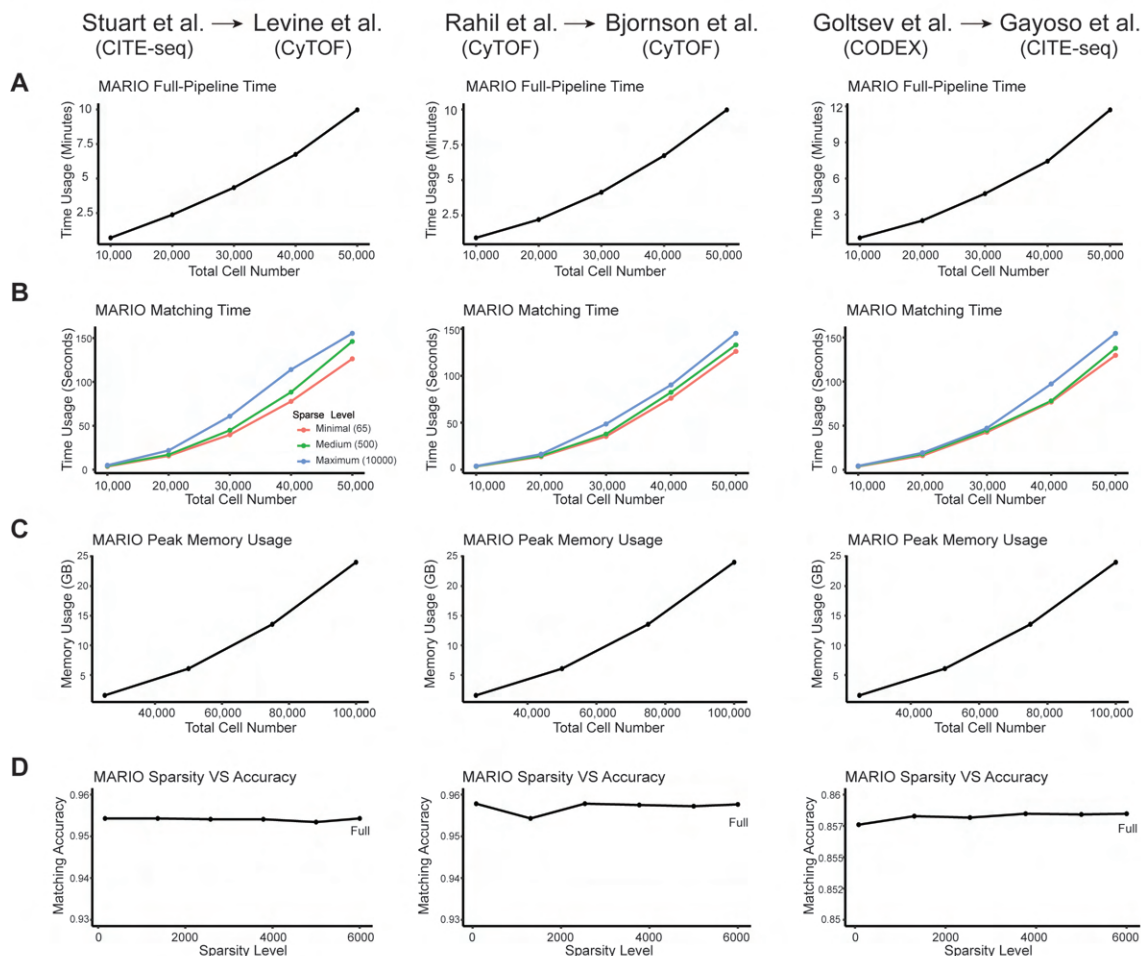 Stuart et al. → Levine et al.
(CITE-seq) (CyTOF)
Rahil et al. → Bjornson et al.
(CyTOF) (CyTOF)
Goltsev et al. → Gayoso et al.
(CODEX) (CITE-seq)
A
MARIO Full-Pipeline Time
Time Usage (Minutes)
10
7.5
5
2.5
10,000 20,000 30,000 40,000 50,000
Total Cell Number
MARIO Full-Pipeline Time
Time Usage (Minutes)
10
7.5
5
2.5
10,000 20,000 30,000 40,000 50,000
Total Cell Number
MARIO Full-Pipeline Time
Time Usage (Minutes)
12
9
6
3
10,000 20,000 30,000 40,000 50,000
Total Cell Number
B
MARIO Matching Time
Time Usage (Seconds)
150
100
50
0
Sparse Level
Minimal (65)
Medium (500)
Maximum (10000)
10,000 20,000 30,000 40,000 50,000
Total Cell Number
MARIO Matching Time
Time Usage (Seconds)
150
100
50
0
10,000 20,000 30,000 40,000 50,000
Total Cell Number
MARIO Matching Time
Time Usage (Seconds)
150
100
50
0
10,000 20,000 30,000 40,000 50,000
Total Cell Number
C
MARIO Peak Memory Usage
Memory Usage (GB)
25
20
15
10
5
40,000 60,000 80,000 100,000
Total Cell Number
MARIO Peak Memory Usage
Memory Usage (GB)
25
20
15
10
5
40,000 60,000 80,000 100,000
Total Cell Number
MARIO Peak Memory Usage
Memory Usage (GB)
25
20
15
10
5
40,000 60,000 80,000 100,000
Total Cell Number
D
MARIO Sparsity VS Accuracy
Matching Accuracy
0.96
0.95
0.94
0.93
Full
0 2000 4000 6000
Sparsity Level
MARIO Sparsity VS Accuracy
Matching Accuracy
0.96
0.95
0.94
0.93
Full
0 2000 4000 6000
Sparsity Level
MARIO Sparsity VS Accuracy
Matching Accuracy
0.86
0.857
0.855
0.852
0.85
Full
0 2000 4000 6000
Sparsity Level